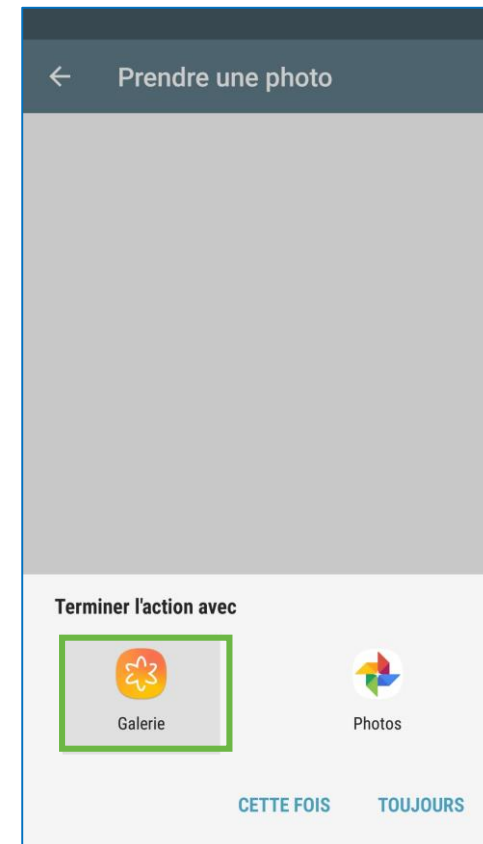 Prendre une photo
Terminer l'action avec
Galerie
Photos
CETTE FOIS
TOUJOURS